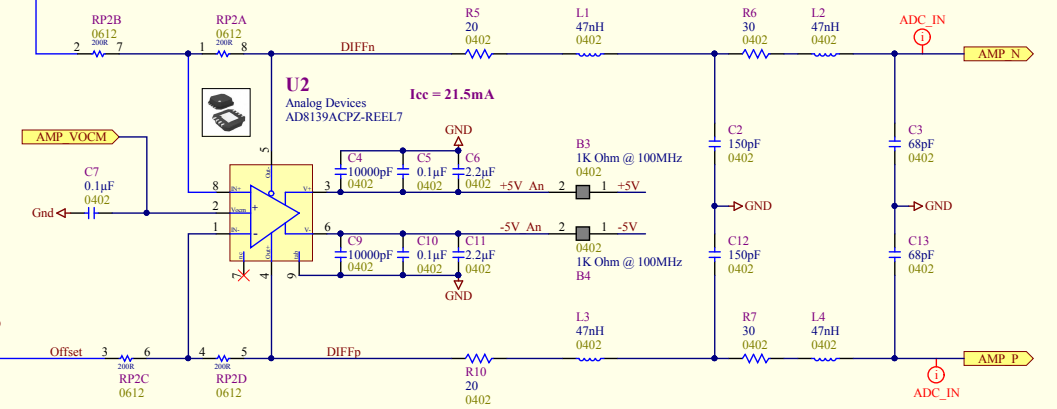 RP2B
0612
200R
2 7
RP2A
0612
200R
1 8
DIFFn
R5
20
0402
L1
47nH
0402
R6
30
0402
L2
47nH
0402
ADC_IN
i
AMP_N
U2
Analog Devices
AD8139ACPZ-REEL7
Icc = 21.5mA
AMP_VOCM
C7
0.1µF
0402
Gnd
5
Out-
8
IN+
2
Vocm
1
IN-
+
-
V+
3
V-
6
7
4
Out+
9
GND
C4
10000pF
0402
C5
0.1µF
0402
C6
2.2µF
0402
+5V An
2 1
+5V
B3
1K Ohm @ 100MHz
0402
-5V An
2 1
-5V
0402
1K Ohm @ 100MHz
B4
C9
10000pF
0402
C10
0.1µF
0402
C11
2.2µF
0402
GND
C2
150pF
0402
C3
68pF
0402
GND
GND
C12
150pF
0402
C13
68pF
0402
Offset
3 6
200R
RP2C
0612
4 5
200R
RP2D
0612
DIFFp
R10
20
0402
L3
47nH
0402
R7
30
0402
L4
47nH
0402
AMP_P
i
ADC_IN